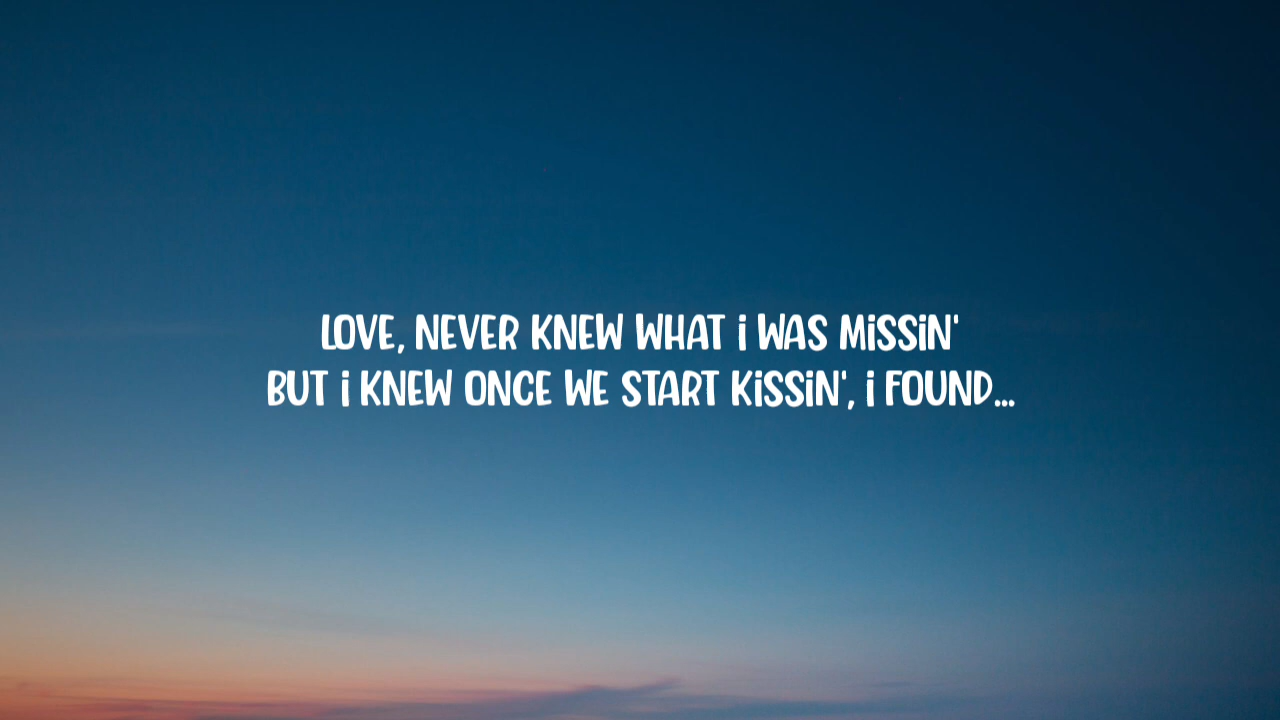 LOVE, NEVER KNEW WHAT i WAS MiSSiN'
BUT i KNEW ONCE WE START KiSSiN', i FOUND...